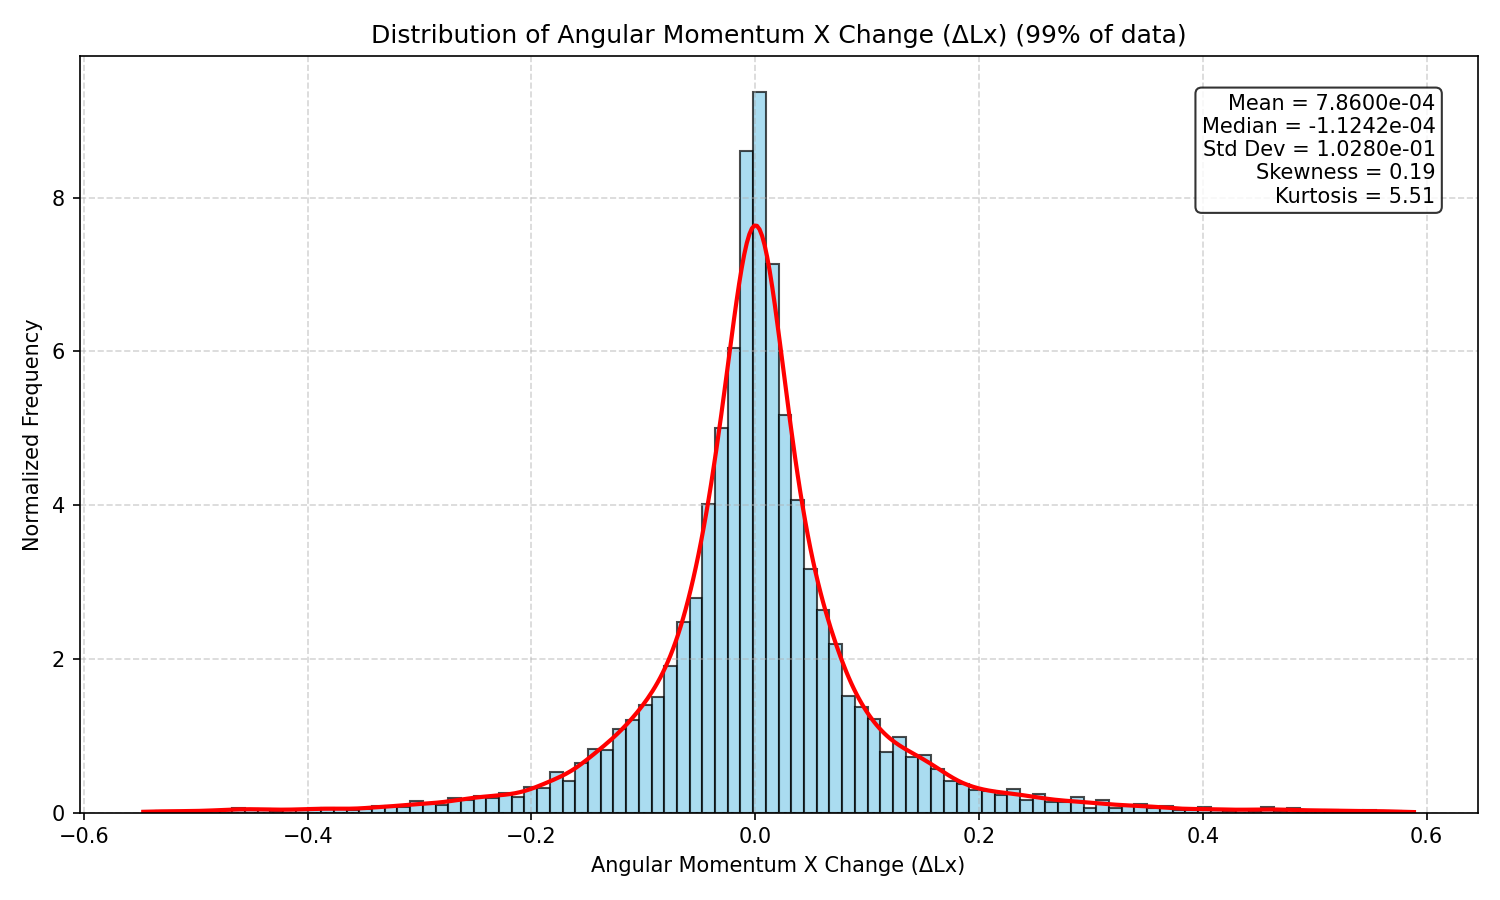 Distribution of Angular Momentum X Change (ΔLx) (99% of data)
Mean = 7.8600e-04
Median = -1.1242e-04
Std Dev = 1.0280e-01
Skewness = 0.19
Kurtosis = 5.51
Normalized Frequency
8
6
4
2
0
−0.6 −0.4 −0.2 0.0 0.2 0.4 0.6
Angular Momentum X Change (ΔLx)